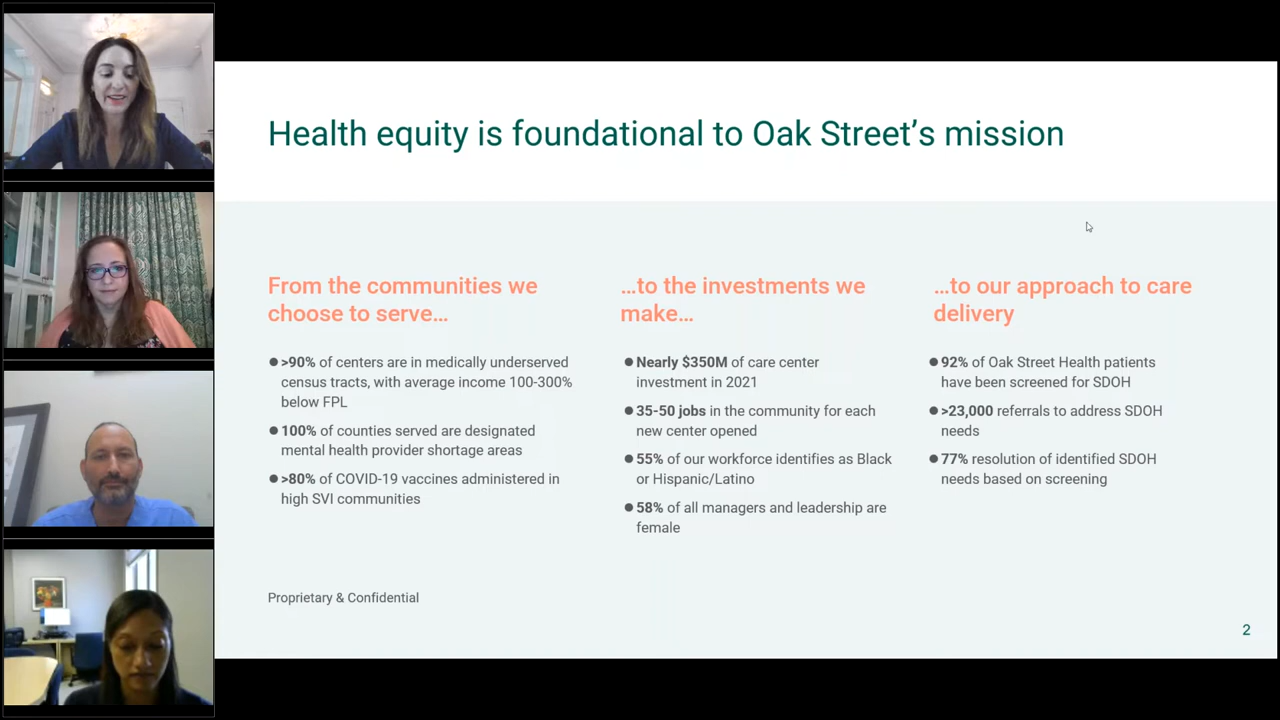 Health equity is foundational to Oak Street's mission
From the communities we
choose to serve…
●>90% of centers are in medically underserved
census tracts, with average income 100-300%
below FPL
●100% of counties served are designated
mental health provider shortage areas
●>80% of COVID-19 vaccines administered in
high SVI communities
…to the investments we
make…
●Nearly $350M of care center
investment in 2021
●35-50 jobs in the community for each
new center opened
●55% of our workforce identifies as Black
or Hispanic/Latino
●58% of all managers and leadership are
female
…to our approach to care
delivery
●92% of Oak Street Health patients
have been screened for SDOH
●>23,000 referrals to address SDOH
needs
●77% resolution of identified SDOH
needs based on screening
Proprietary & Confidential
2